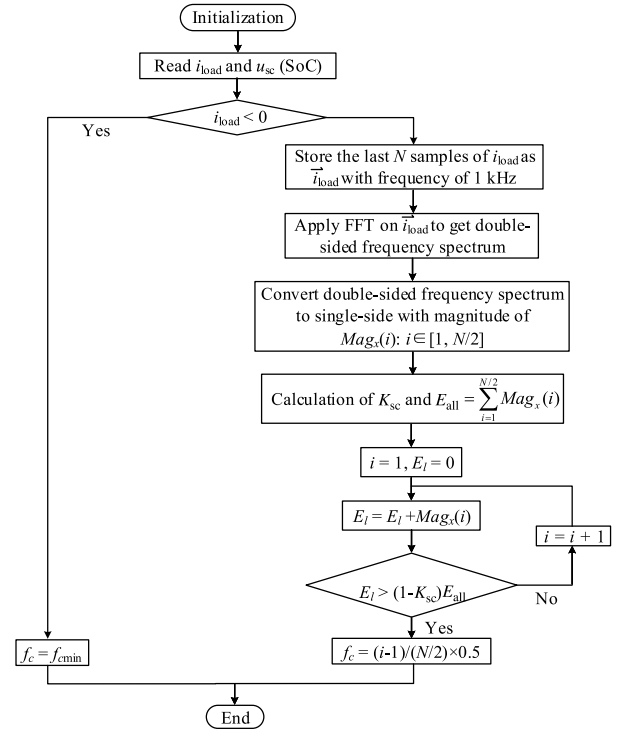 Initialization
Read i_load and u_sc (SoC)
i_load < 0
Yes
Store the last N samples of i_load as
i⃗_load with frequency of 1 kHz
Apply FFT on i⃗_load to get double-
sided frequency spectrum
Convert double-sided frequency spectrum
to single-side with magnitude of
Mag_x(i): i∈[1, N/2]
Calculation of K_sc and E_all = ∑_{i=1}^{N/2} Mag_x(i)
i = 1, E_l = 0
E_l = E_l +Mag_x(i)
i = i + 1
E_l > (1-K_sc)E_all
No
Yes
f_c = f_cmin
f_c = (i-1)/(N/2)×0.5
End